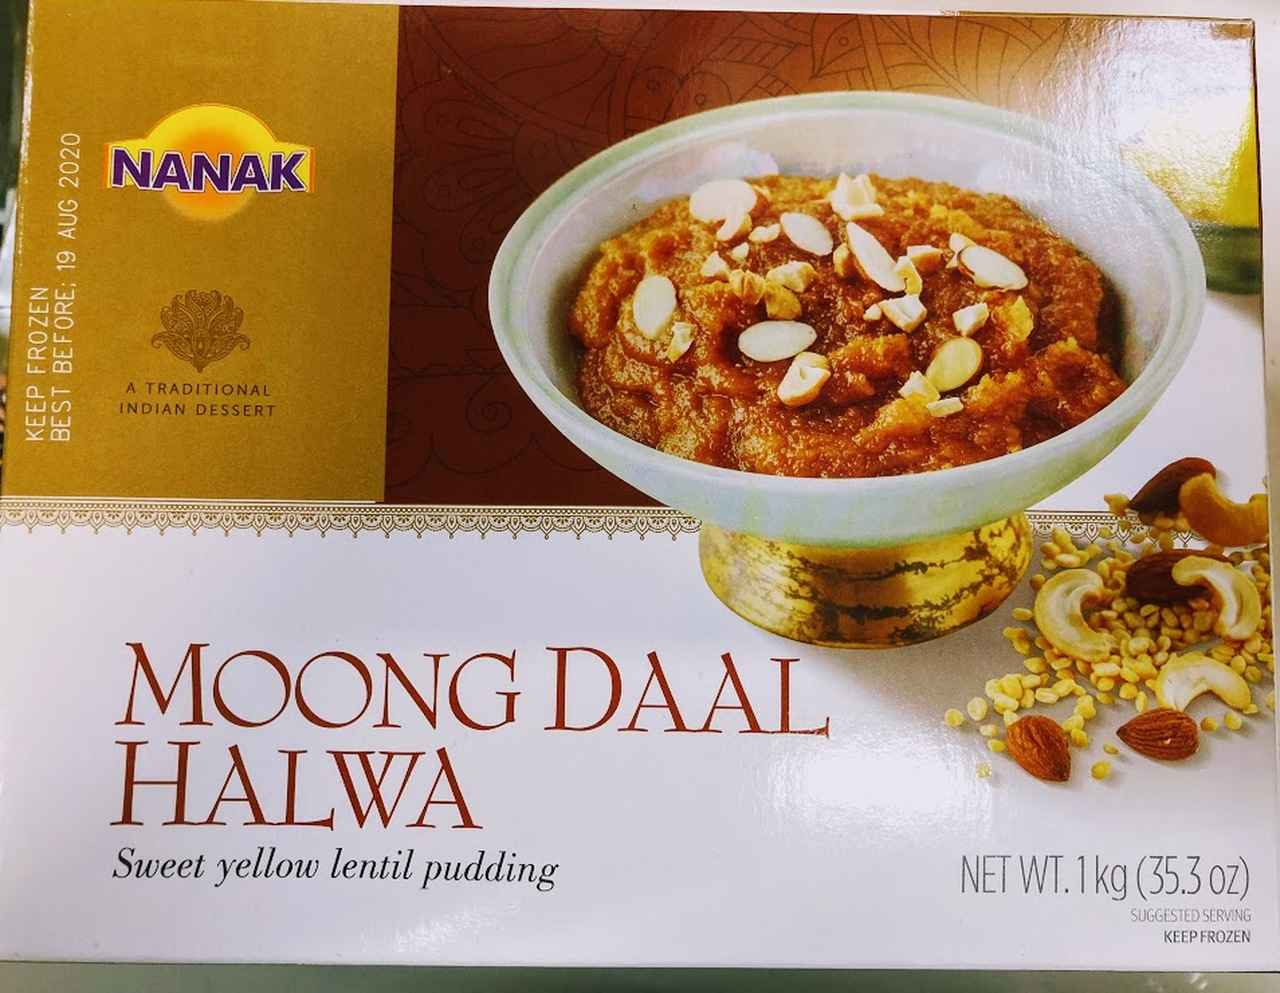 KEEP FROZEN
BEST BEFORE; 19 AUG 2020
NANAK
A TRADITIONAL
INDIAN DESSERT
MOONG DAAL
HALWA
Sweet yellow lentil pudding
NET WT. 1 kg (35.3 oz)
SUGGESTED SERVING
KEEP FROZEN